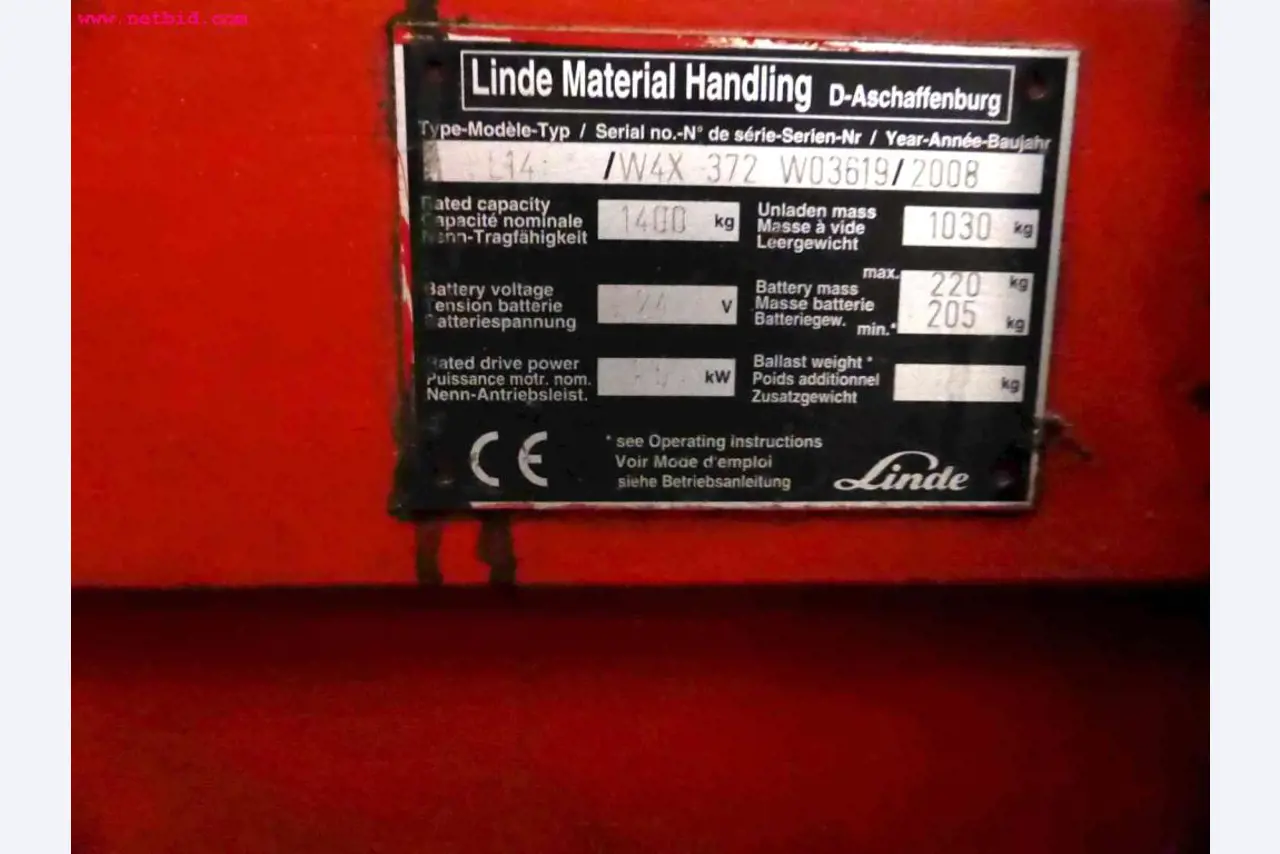 www.netbid.com
Linde Material Handling D-Aschaffenburg
Type-Modèle-Typ / Serial no.-N° de série-Serien-Nr / Year-Année-Baujahr
L14 /W4X 372 W03619/2008
Rated capacity
Capacité nominale
Nenn-Tragfähigkeit
1400 kg
Unladen mass
Masse à vide
Leergewicht
1030 kg
Battery voltage
Tension batterie
Batteriespannung
24 V
max.
Battery mass
Masse batterie
Batteriegew. min.*
220 kg
205 kg
Rated drive power
Puissance motr. nom.
Nenn-Antriebsleist.
kW
Ballast weight *
Poids additionnel
Zusatzgewicht
kg
CE
* see Operating instructions
Voir Mode d'emploi
siehe Betriebsanleitung
Linde